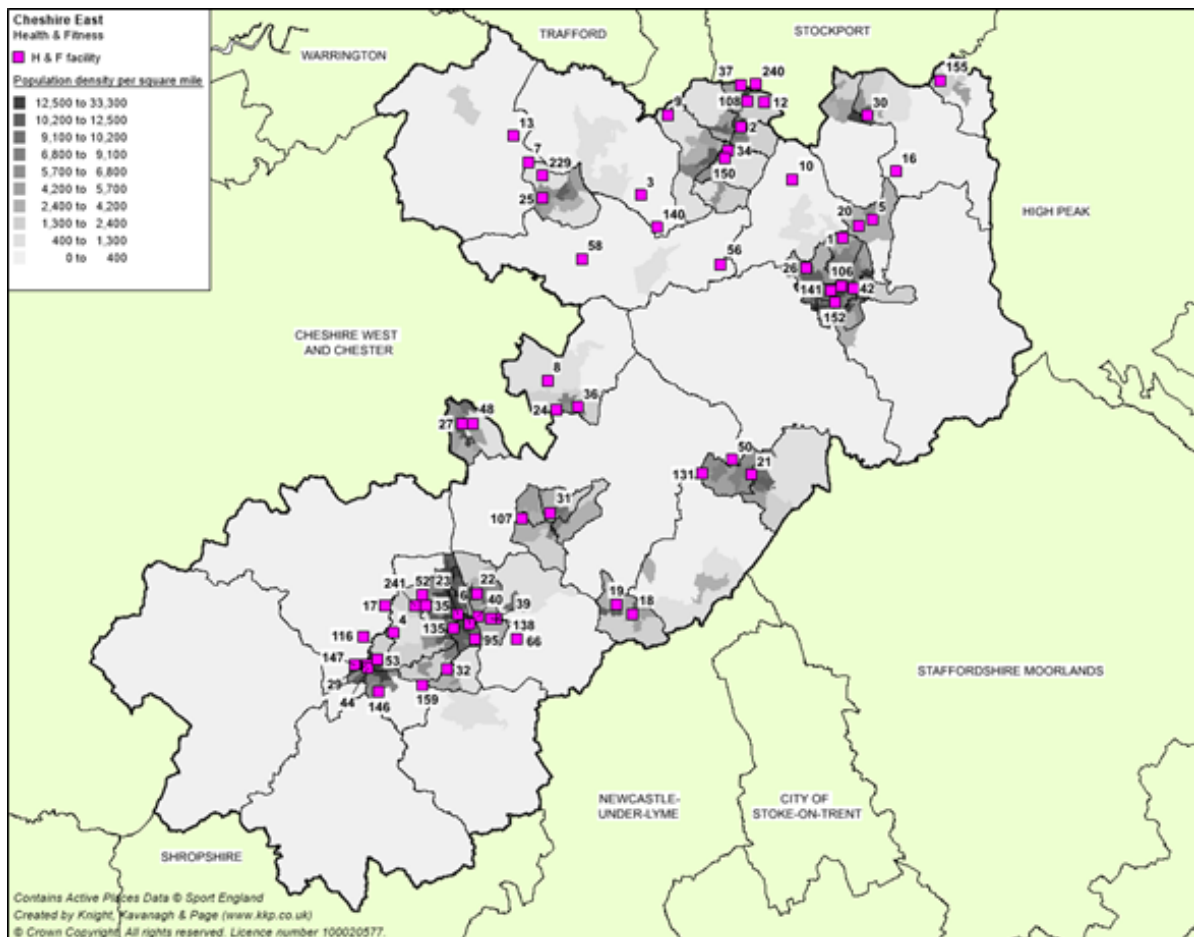 Cheshire East
Health & Fitness
H & F facility
Population density per square mile
12,500 to 33,300
10,200 to 12,500
9,100 to 10,200
6,800 to 9,100
5,700 to 6,800
4,200 to 5,700
2,400 to 4,200
1,300 to 2,400
400 to 1,300
0 to 400
WARRINGTON
TRAFFORD
STOCKPORT
HIGH PEAK
CHESHIRE WEST
AND CHESTER
STAFFORDSHIRE MOORLANDS
NEWCASTLE-
UNDER-LYME
CITY OF
STOKE-ON-TRENT
SHROPSHIRE
37
240
155
9
108
12
30
2
13
34
7
229
150
10
16
25
3
140
20
5
1
58
56
26
106
141
42
152
8
36
24
48
27
50
131
21
31
107
241
52
23
22
19
18
17
35
6
40
39
4
135
138
116
95
66
147
53
32
29
44
146
159
Contains Active Places Data © Sport England
Created by Knight, Kavanagh & Page (www.kkp.co.uk)
© Crown Copyright. All rights reserved. Licence number 100020577.